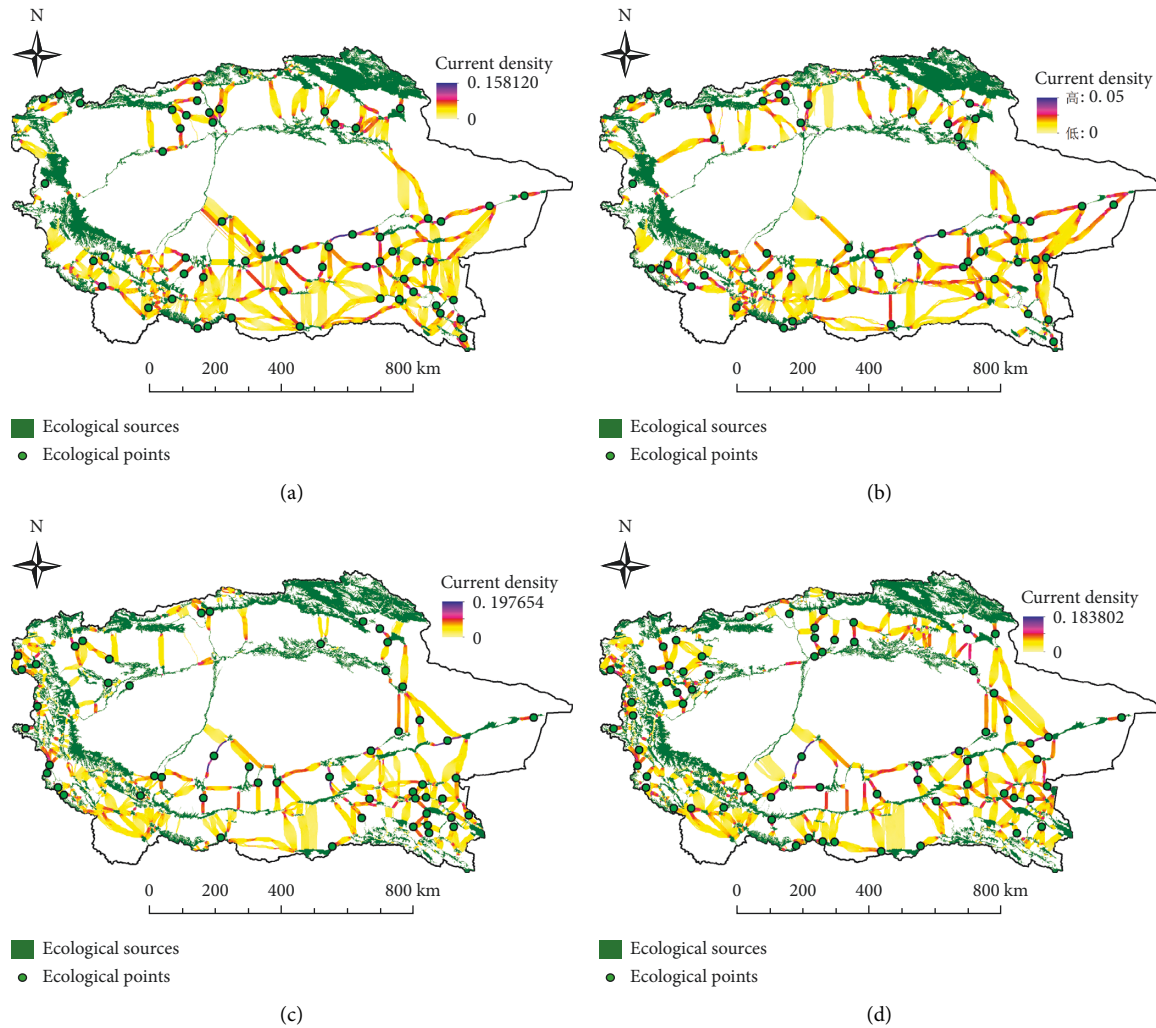 N
Current density
0. 158120
0
0 200 400 800 km
Ecological sources
Ecological points
(a)
N
Current density
高: 0. 05
低: 0
0 200 400 800 km
Ecological sources
Ecological points
(b)
N
Current density
0. 197654
0
0 200 400 800 km
Ecological sources
Ecological points
(c)
N
Current density
0. 183802
0
0 200 400 800 km
Ecological sources
Ecological points
(d)